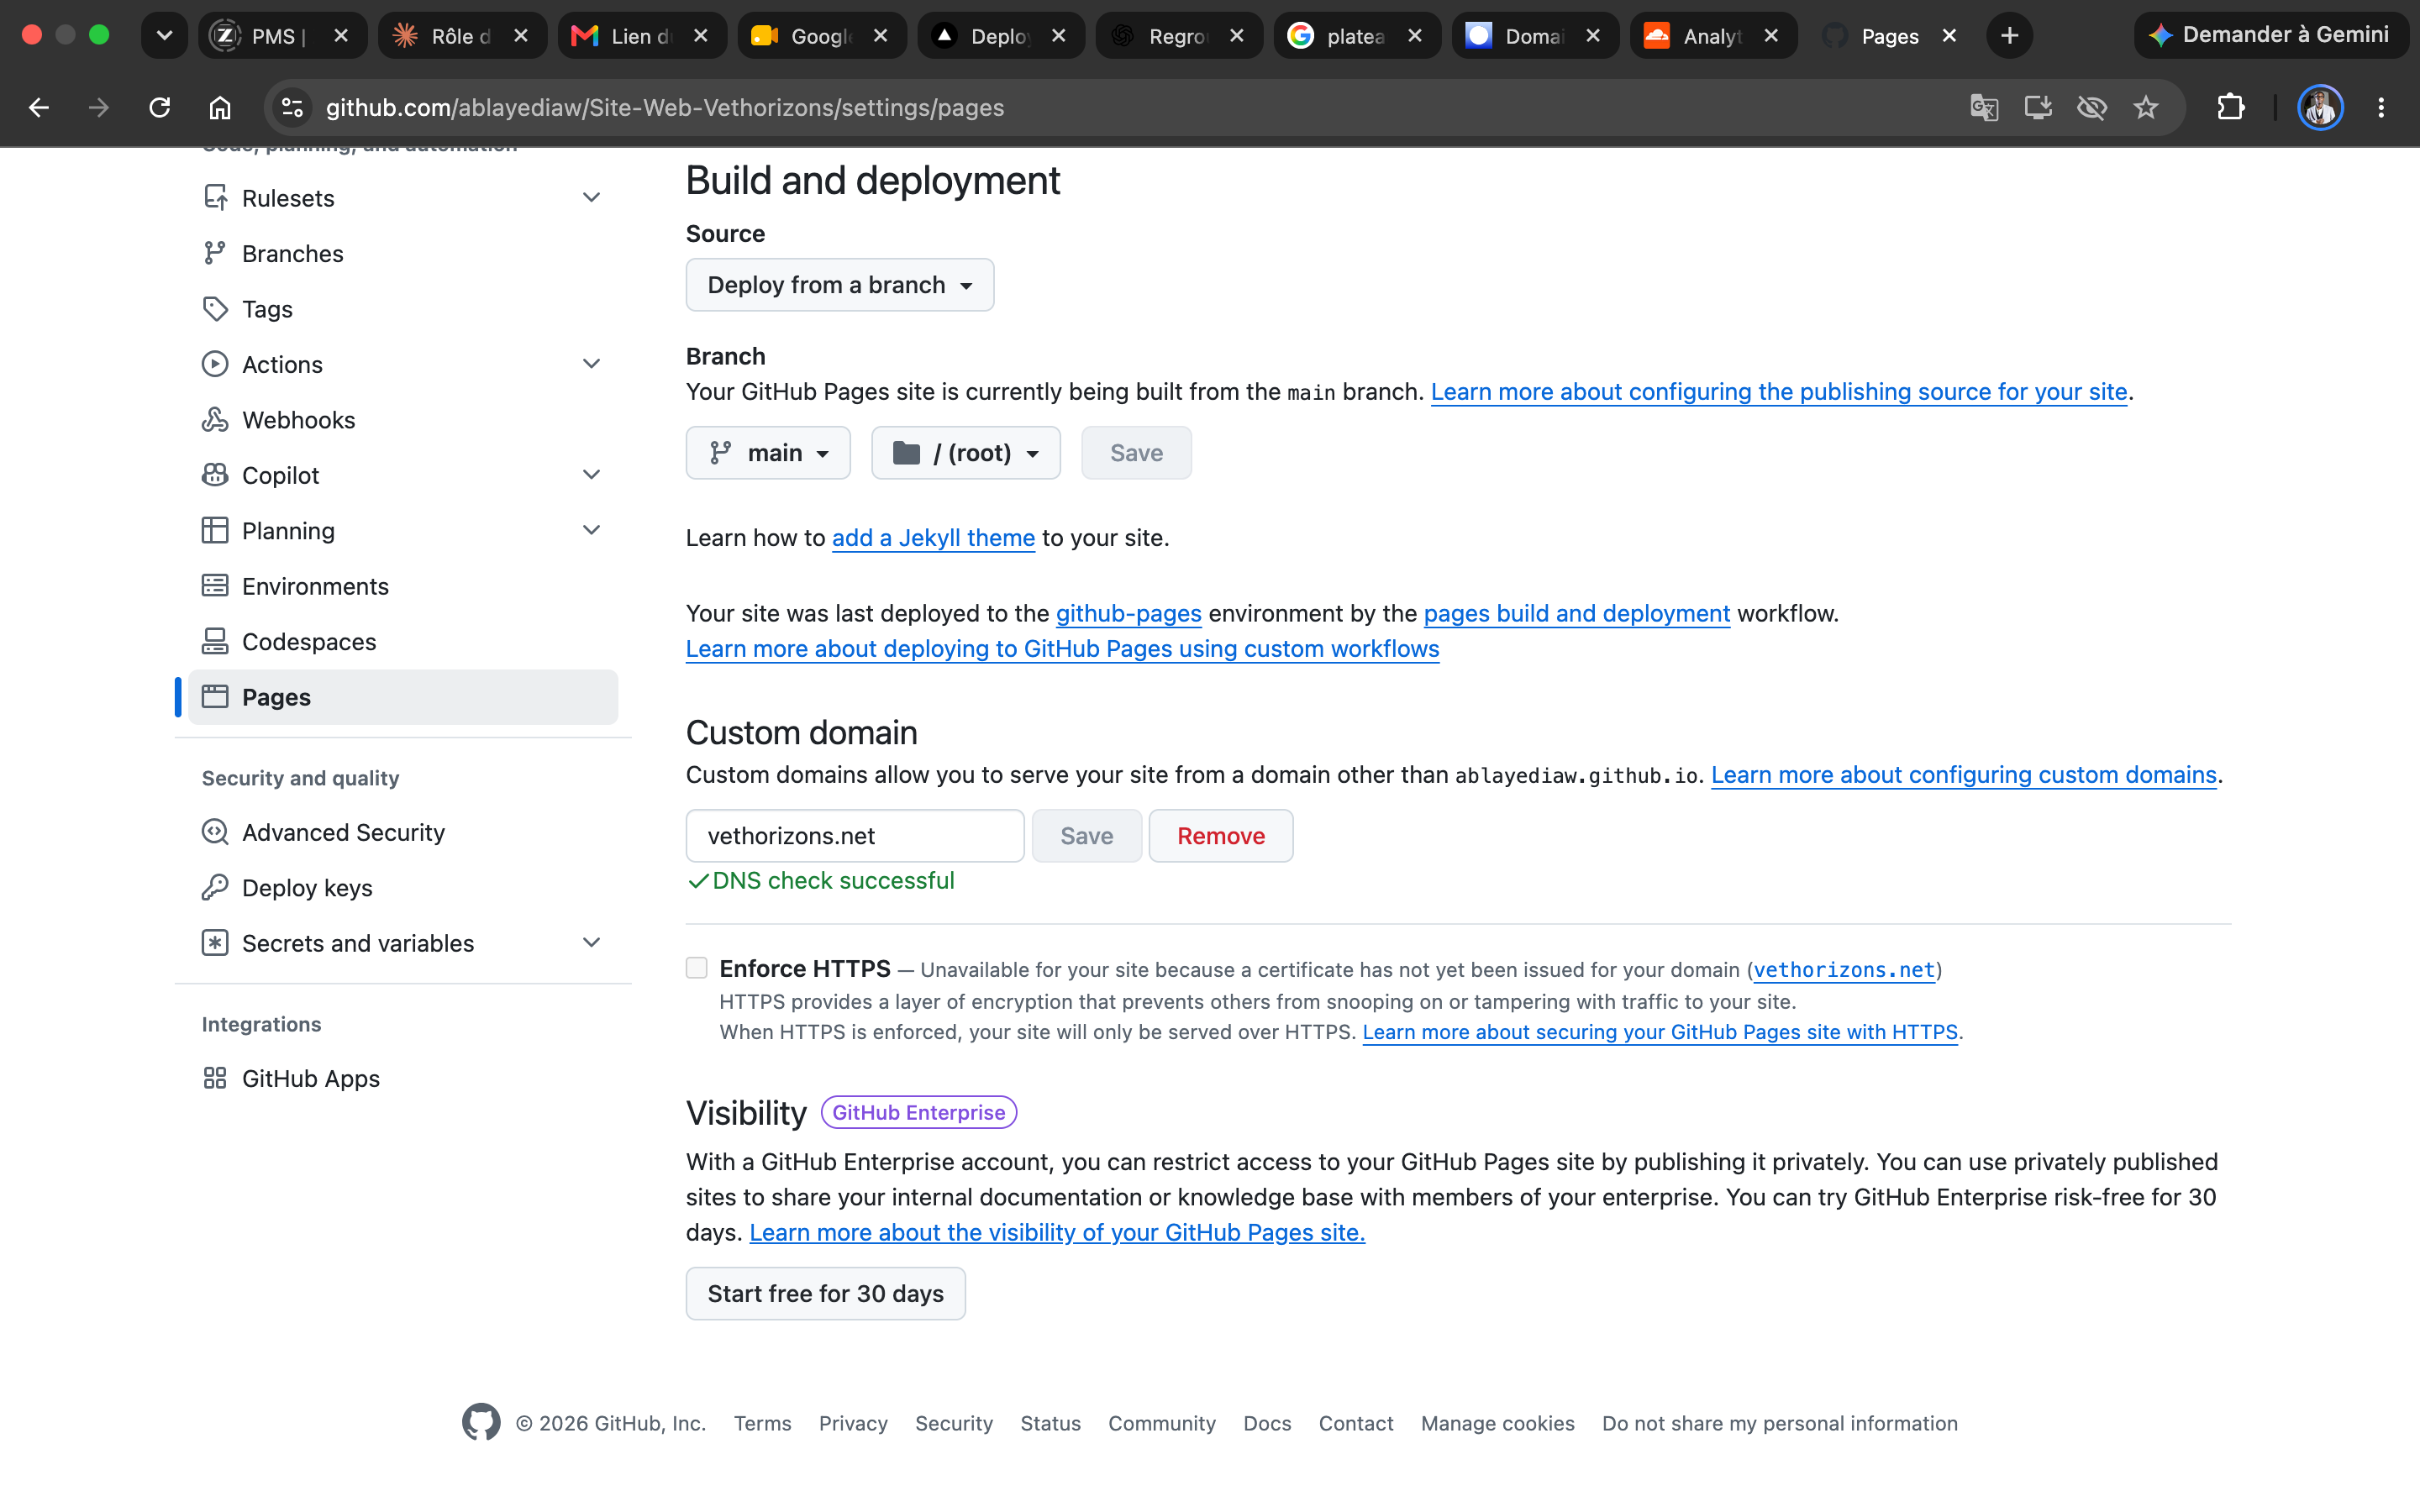 PMS |
Rôle d
Lien d
Google
Deplo
Regro
platea
Domai
Analyt
Pages
Demander à Gemini
github.com/ablayediaw/Site-Web-Vethorizons/settings/pages
Code, planning, and automation
Rulesets
Branches
Tags
Actions
Webhooks
Copilot
Planning
Environments
Codespaces
Pages
Security and quality
Advanced Security
Deploy keys
Secrets and variables
Integrations
GitHub Apps
Build and deployment
Source
Deploy from a branch
Branch
Your GitHub Pages site is currently being built from the main branch. Learn more about configuring the publishing source for your site.
main
/ (root)
Save
Learn how to add a Jekyll theme to your site.
Your site was last deployed to the github-pages environment by the pages build and deployment workflow.
Learn more about deploying to GitHub Pages using custom workflows
Custom domain
Custom domains allow you to serve your site from a domain other than ablayediaw.github.io. Learn more about configuring custom domains.
vethorizons.net
Save
Remove
DNS check successful
Enforce HTTPS — Unavailable for your site because a certificate has not yet been issued for your domain (vethorizons.net)
HTTPS provides a layer of encryption that prevents others from snooping on or tampering with traffic to your site.
When HTTPS is enforced, your site will only be served over HTTPS. Learn more about securing your GitHub Pages site with HTTPS.
Visibility
GitHub Enterprise
With a GitHub Enterprise account, you can restrict access to your GitHub Pages site by publishing it privately. You can use privately published
sites to share your internal documentation or knowledge base with members of your enterprise. You can try GitHub Enterprise risk-free for 30
days. Learn more about the visibility of your GitHub Pages site.
Start free for 30 days
© 2026 GitHub, Inc.
Terms
Privacy
Security
Status
Community
Docs
Contact
Manage cookies
Do not share my personal information